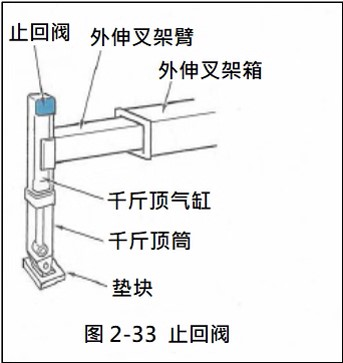 止回阀
外伸叉架臂
外伸叉架箱
千斤顶气缸
千斤顶筒
垫块
图 2-33 止回阀